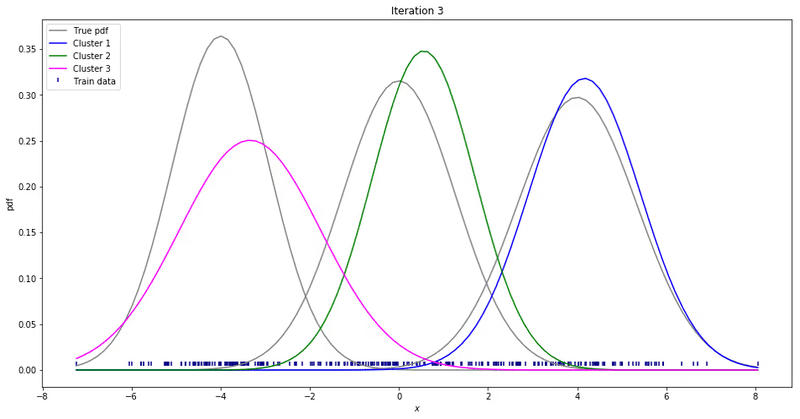 Iteration 3
True pdf
Cluster 1
Cluster 2
Cluster 3
Train data
pdf
0.35
0.30
0.25
0.20
0.15
0.10
0.05
0.00
−8 −6 −4 −2 0 2 4 6 8
x